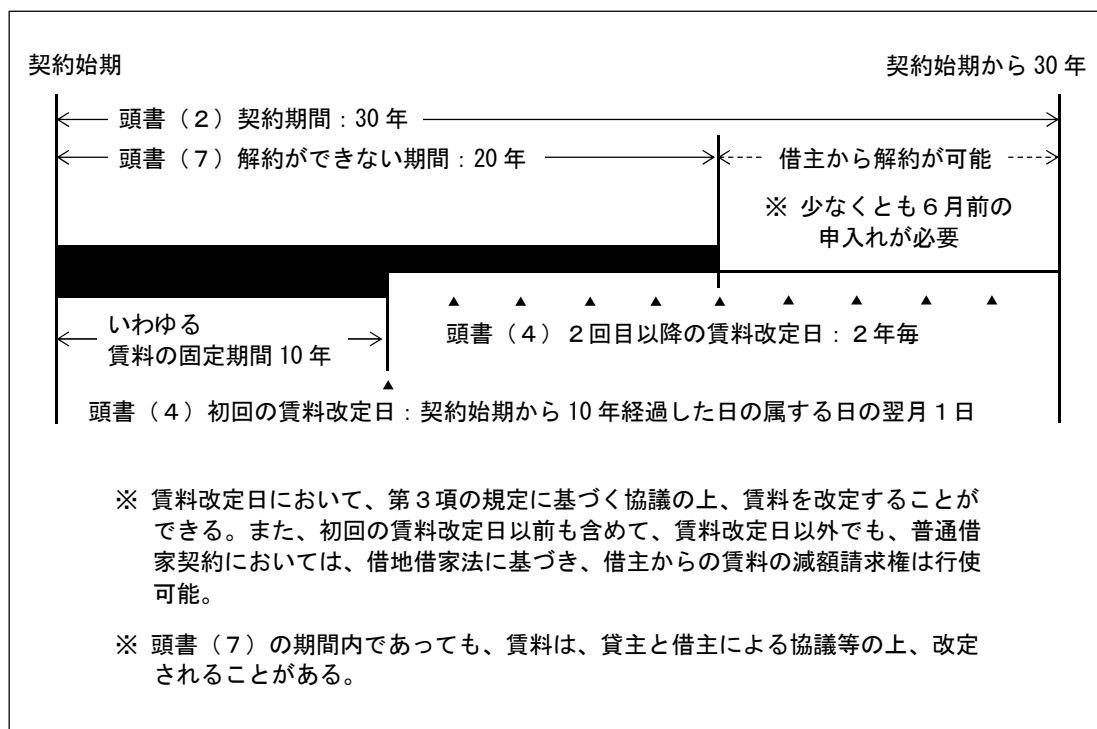 契約始期
契約始期から 30 年
頭書(2)契約期間:30 年
頭書(7)解約ができない期間:20 年
借主から解約が可能
※ 少なくとも6月前の
申入れが必要
いわゆる
賃料の固定期間 10 年
頭書(4)2回目以降の賃料改定日:2年毎
頭書(4)初回の賃料改定日:契約始期から 10 年経過した日の属する日の翌月1日
※ 賃料改定日において、第3項の規定に基づく協議の上、賃料を改定することが
できる。また、初回の賃料改定日以前も含めて、賃料改定日以外でも、普通借
家契約においては、借地借家法に基づき、借主からの賃料の減額請求権は行使
可能。
※ 頭書(7)の期間内であっても、賃料は、貸主と借主による協議等の上、改定
されることがある。